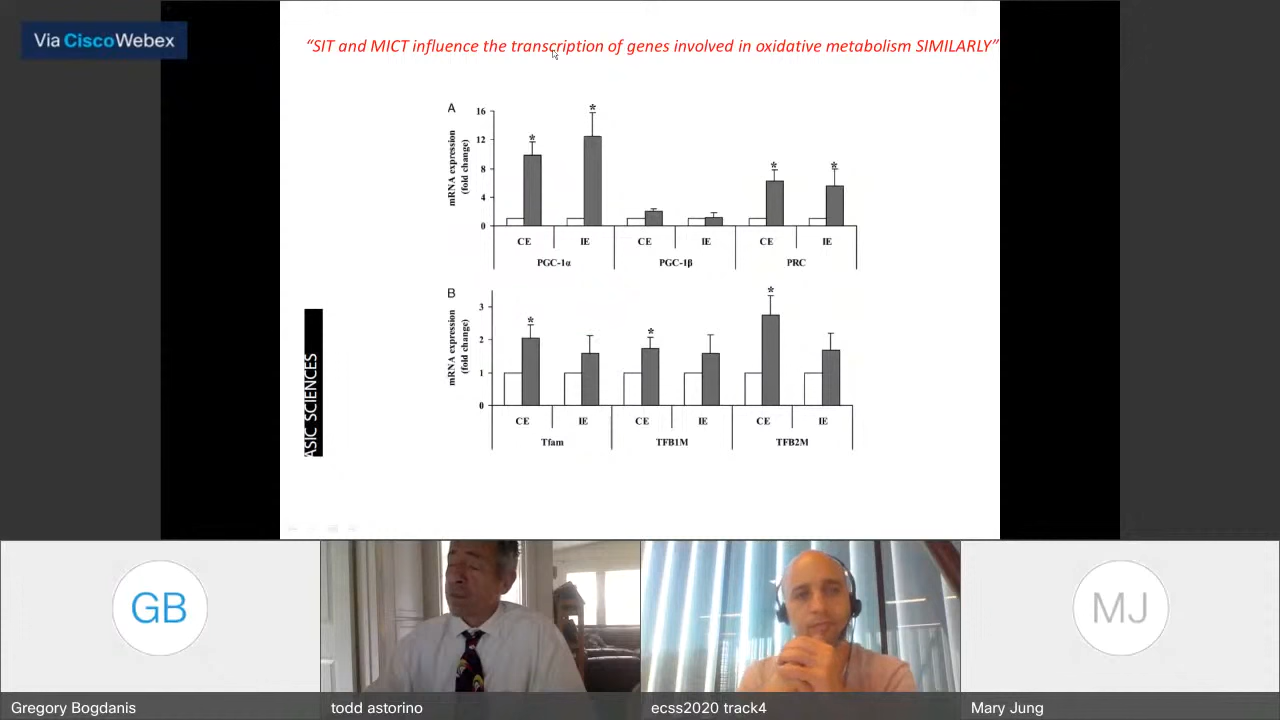 Via CiscoWebex
“SIT and MICT influence the transcription of genes involved in oxidative metabolism SIMILARLY”
A
mRNA expression
(fold change)
16
12
8
4
0
*
*
*
*
CE
IE
CE
IE
CE
IE
PGC-1α
PGC-1β
PRC
B
mRNA expression
(fold change)
3
2
1
0
*
*
*
CE
IE
CE
IE
CE
IE
Tfam
TFB1M
TFB2M
ASIC SCIENCES
GB
MJ
Gregory Bogdanis
todd astorino
ecss2020 track4
Mary Jung